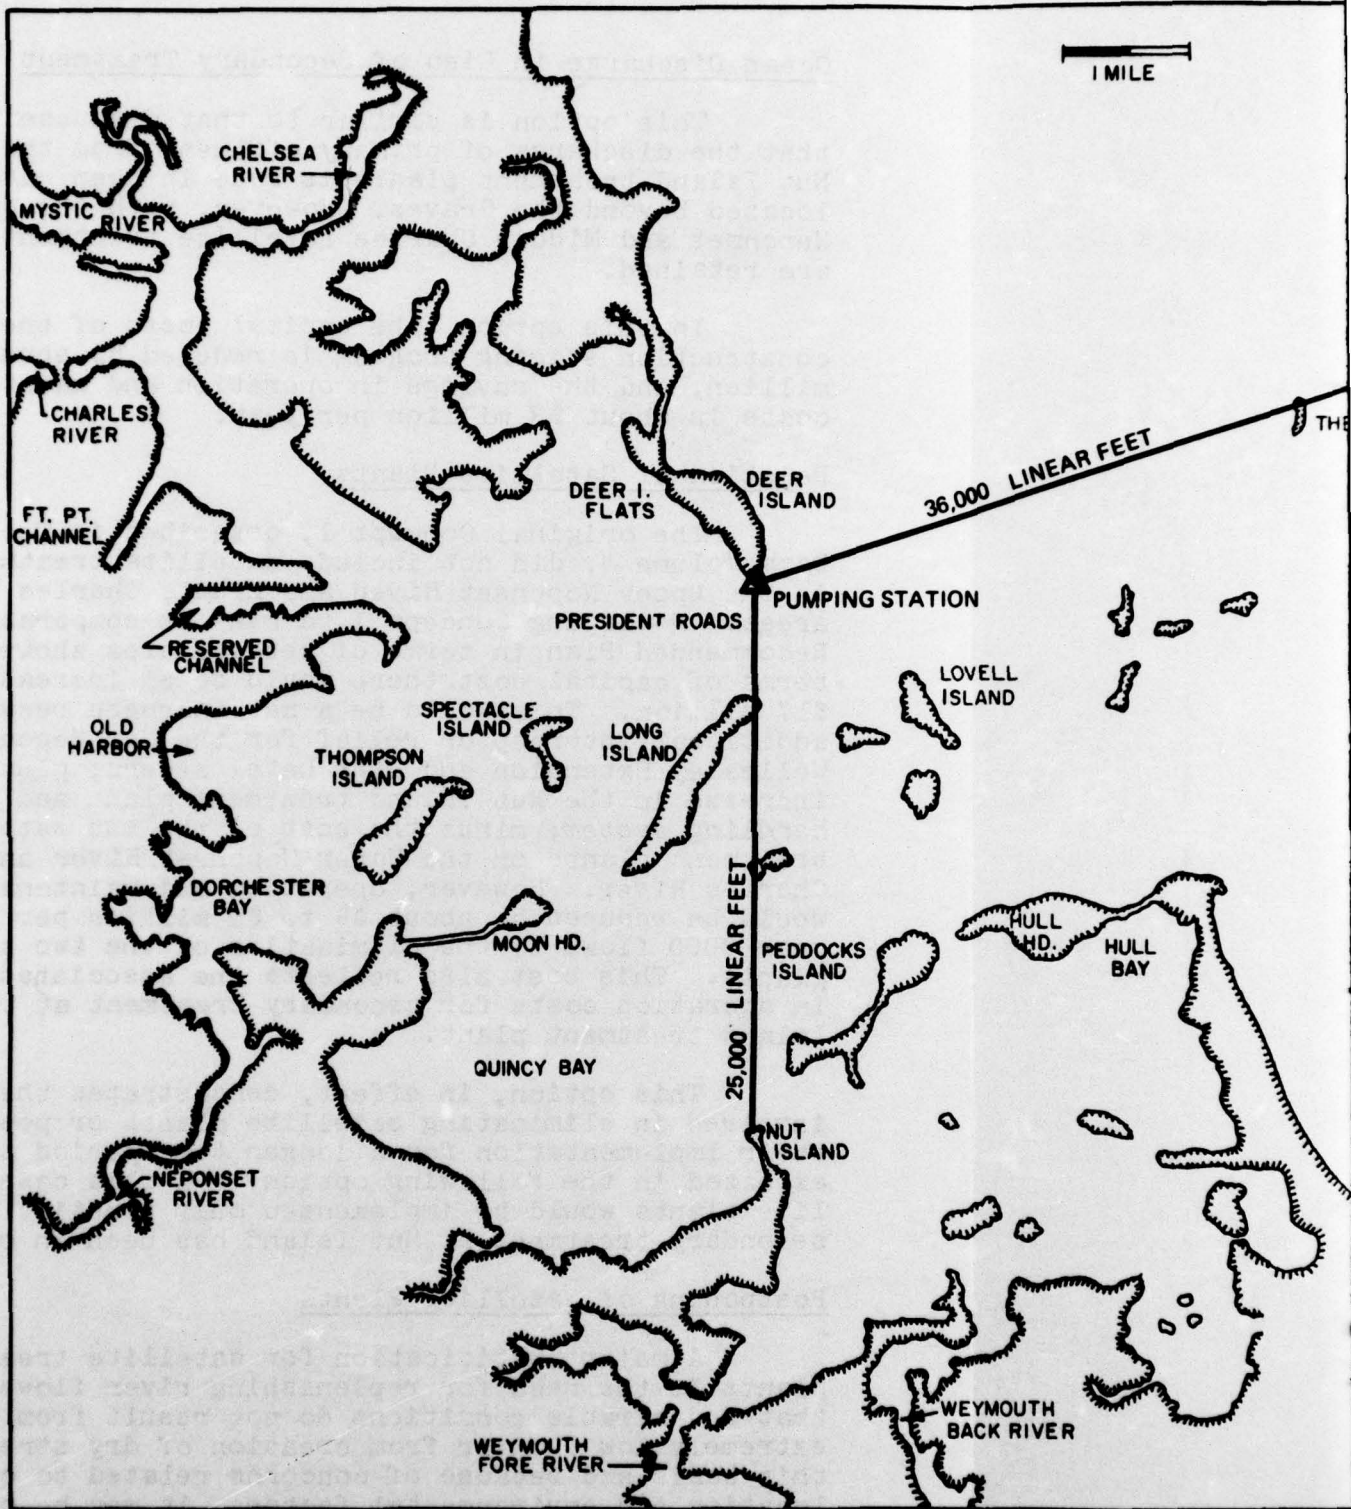 1 MILE
CHELSEA
RIVER
MYSTIC RIVER
CHARLES
RIVER
FT. PT.
CHANNEL
DEER I.
FLATS
DEER
ISLAND
36,000 LINEAR FEET
THE
PUMPING STATION
PRESIDENT ROADS
RESERVED
CHANNEL
LOVELL
ISLAND
SPECTACLE
ISLAND
LONG
ISLAND
OLD
HARBOR
THOMPSON
ISLAND
DORCHESTER
BAY
MOON HD.
25,000 LINEAR FEET
PEDDOCKS
ISLAND
HULL
HD.
HULL
BAY
QUINCY BAY
NUT
ISLAND
NEPONSET
RIVER
WEYMOUTH
BACK RIVER
WEYMOUTH
FORE RIVER